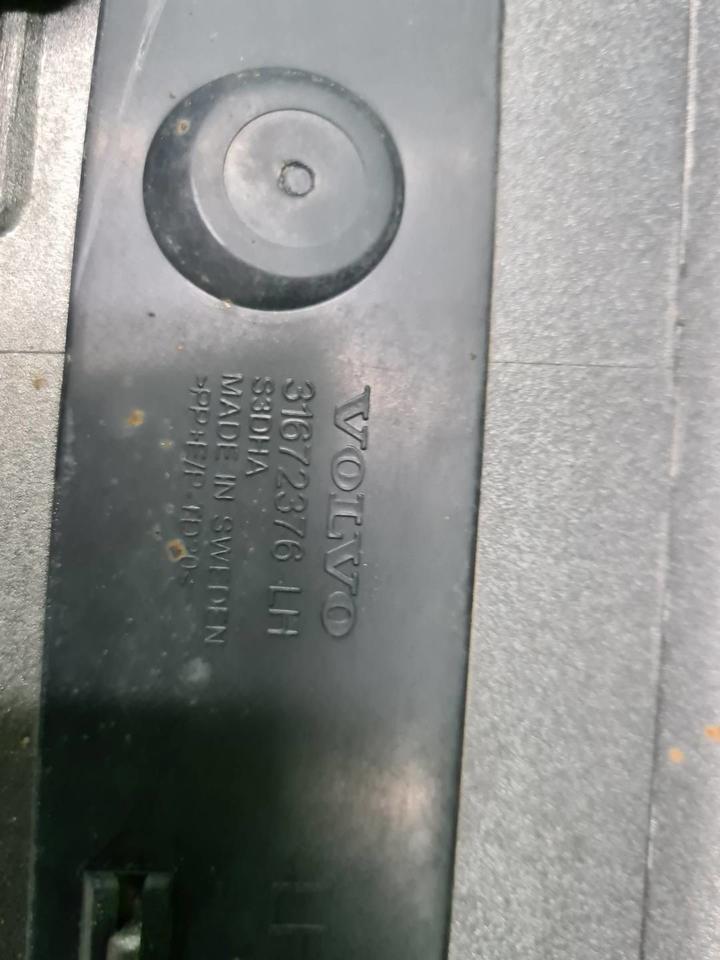 VOLVO
31672376 LH
S3DHA
MADE IN SWEDEN